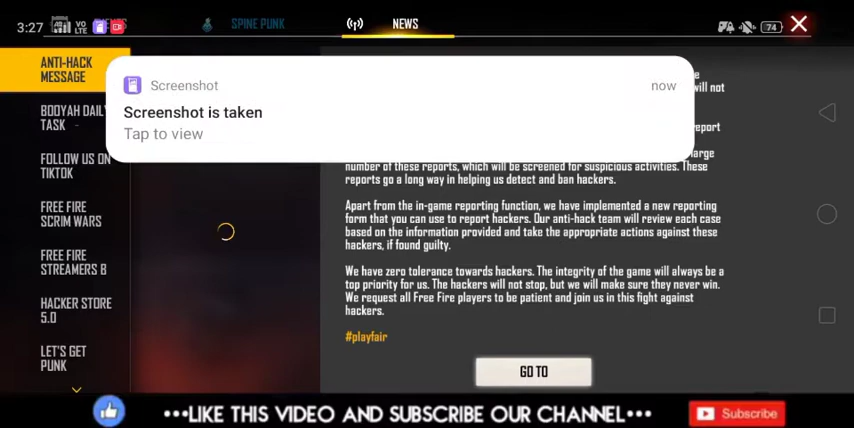 3:27 VO LTE
SPINE PUNK
NEWS
74
ANTI-HACK
MESSAGE
BOOYAH DAILY
TASK
FOLLOW US ON
TIKTOK
FREE FIRE
SCRIM WARS
FREE FIRE
STREAMERS B
HACKER STORE
5.0
LET'S GET
PUNK
Screenshot
now
Screenshot is taken
Tap to view
will not
report
large
number of these reports, which will be screened for suspicious activities. These
reports go a long way in helping us detect and ban hackers.
Apart from the in-game reporting function, we have implemented a new reporting
form that you can use to report hackers. Our anti-hack team will review each case
based on the information provided and take the appropriate actions against these
hackers, if found guilty.
We have zero tolerance towards hackers. The integrity of the game will always be a
top priority for us. The hackers will not stop, but we will make sure they never win.
We request all Free Fire players to be patient and join us in this fight against
hackers.
#playfair
GO TO
•••LIKE THIS VIDEO AND SUBSCRIBE OUR CHANNEL•••
Subscribe